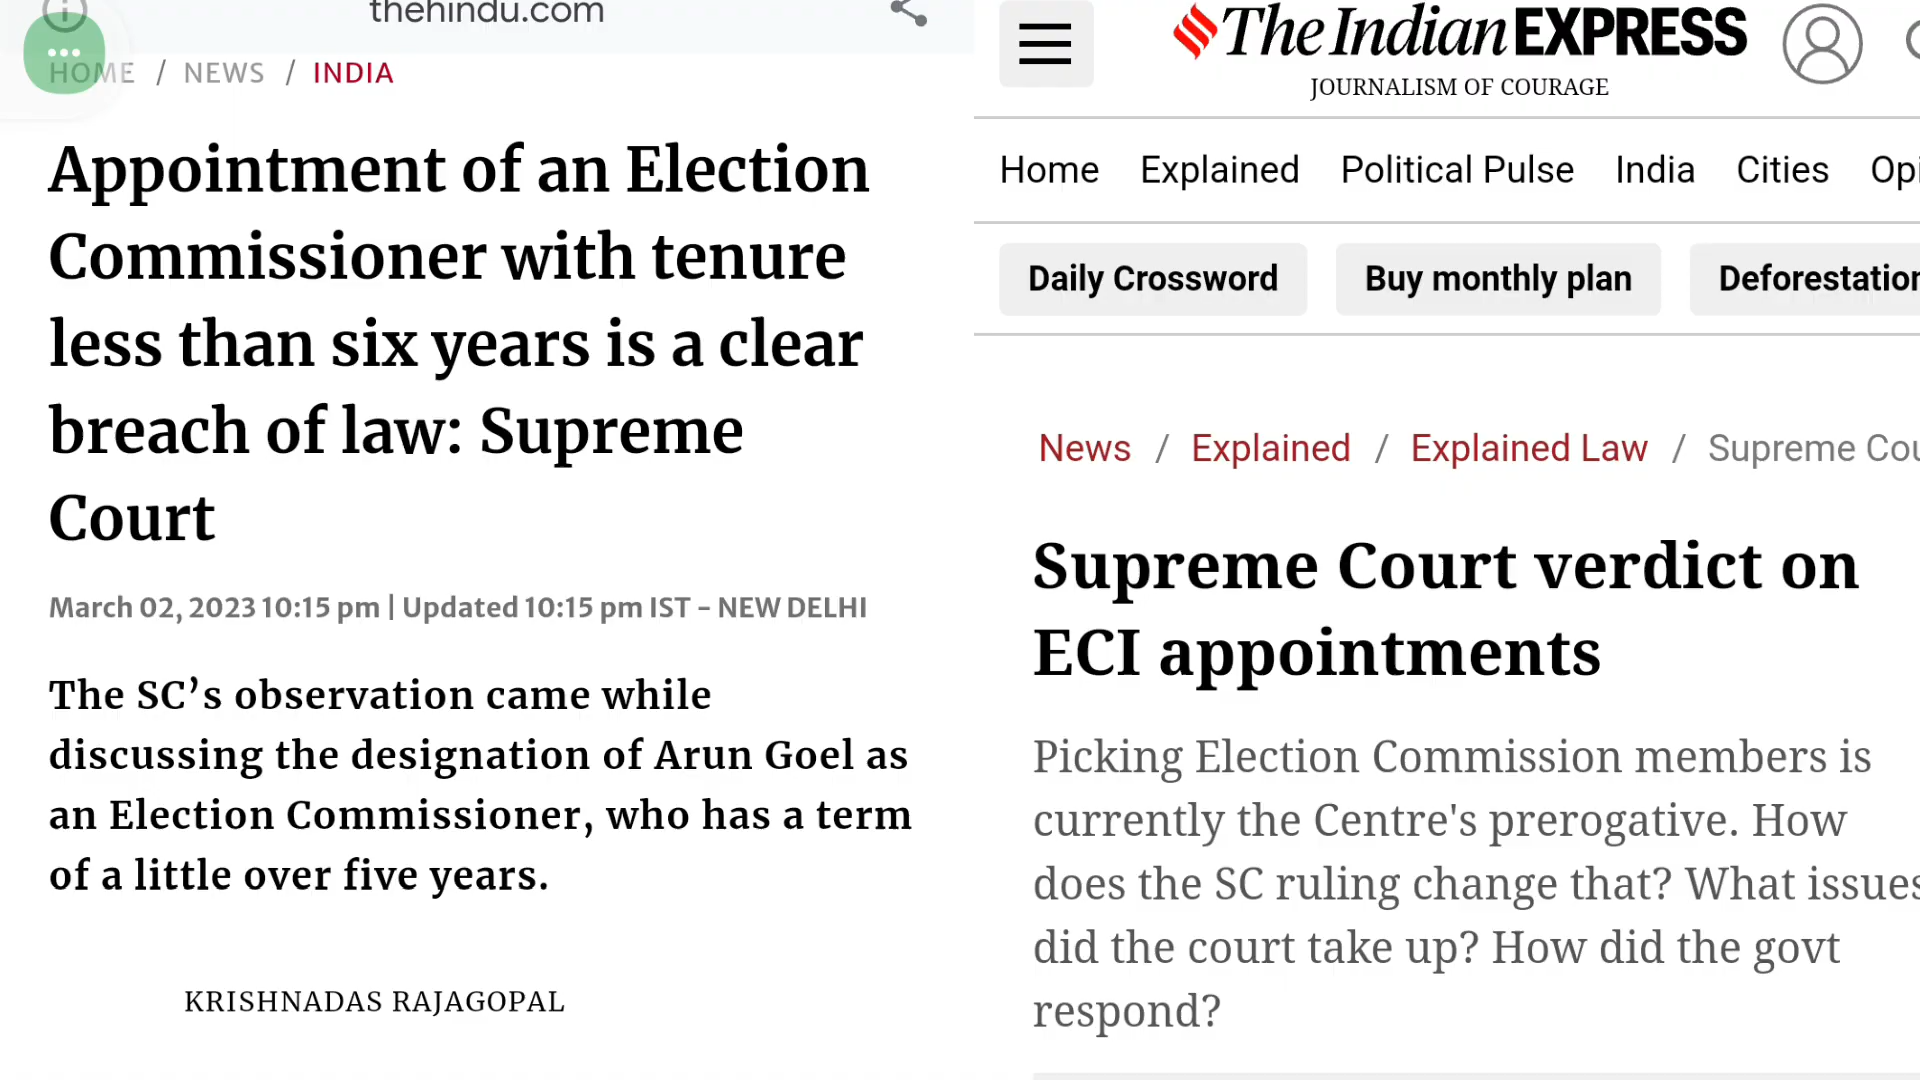 thehindu.com
HOME / NEWS / INDIA
Appointment of an Election
Commissioner with tenure
less than six years is a clear
breach of law: Supreme
Court
March 02, 2023 10:15 pm | Updated 10:15 pm IST - NEW DELHI
The SC’s observation came while
discussing the designation of Arun Goel as
an Election Commissioner, who has a term
of a little over five years.
KRISHNADAS RAJAGOPAL
The Indian EXPRESS
JOURNALISM OF COURAGE
Home Explained Political Pulse India Cities Opi
Daily Crossword Buy monthly plan Deforestation
News / Explained / Explained Law / Supreme Cou
Supreme Court verdict on
ECI appointments
Picking Election Commission members is
currently the Centre's prerogative. How
does the SC ruling change that? What issues
did the court take up? How did the govt
respond?